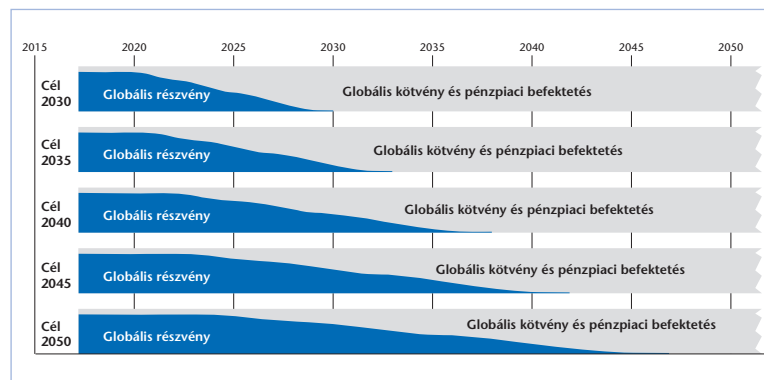 2015 2020 2025 2030 2035 2040 2045 2050
Cél
2030
Globális részvény
Globális kötvény és pénzpiaci befektetés
Cél
2035
Globális részvény
Globális kötvény és pénzpiaci befektetés
Cél
2040
Globális részvény
Globális kötvény és pénzpiaci befektetés
Cél
2045
Globális részvény
Globális kötvény és pénzpiaci befektetés
Cél
2050
Globális részvény
Globális kötvény és pénzpiaci befektetés